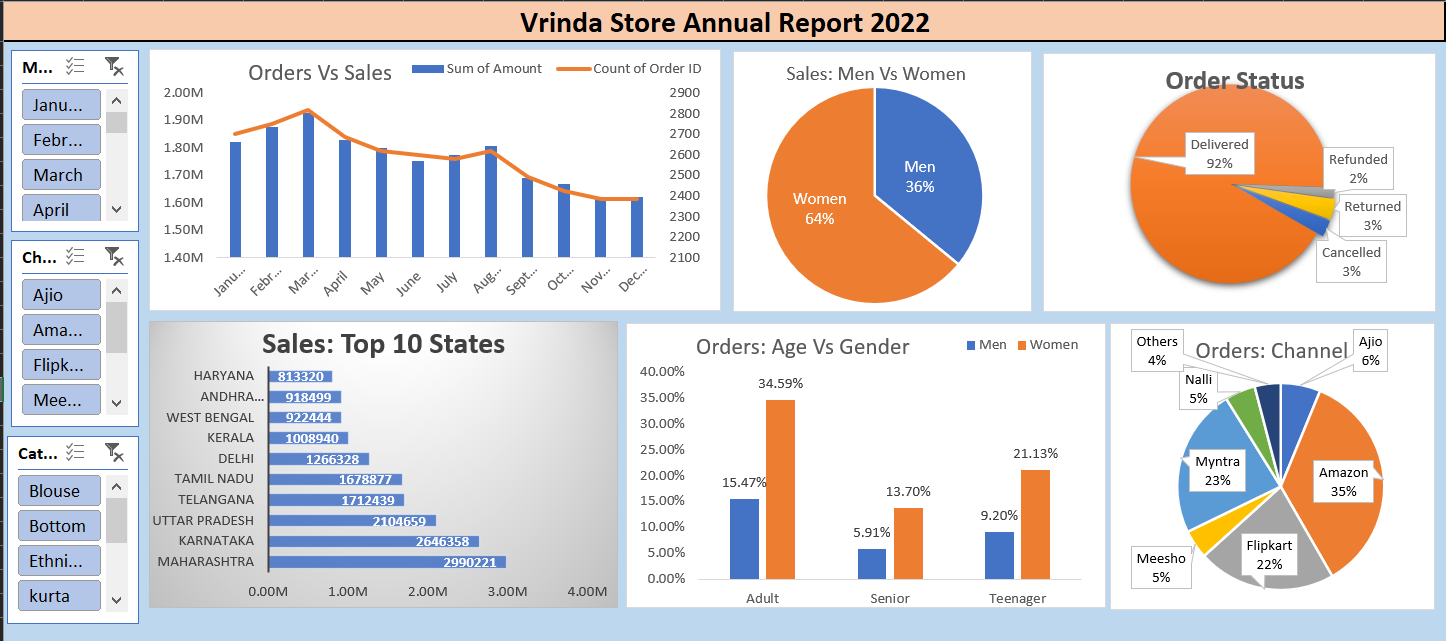 Vrinda Store Annual Report 2022
M...
Janu...
Febr...
March
April
Ch...
Ajio
Ama...
Flipk...
Mee...
Cat...
Blouse
Bottom
Ethni...
kurta
Orders Vs Sales
Sum of Amount
Count of Order ID
2.00M
1.90M
1.80M
1.70M
1.60M
1.50M
1.40M
2900
2800
2700
2600
2500
2400
2300
2200
2100
Janu...
Febr...
Mar...
April
May
June
July
Aug...
Sept...
Oct...
Nov...
Dec...
Sales: Men Vs Women
Men
36%
Women
64%
Order Status
Delivered
92%
Refunded
2%
Returned
3%
Cancelled
3%
Sales: Top 10 States
HARYANA 813320
ANDHRA... 918499
WEST BENGAL 922444
KERALA 1008940
DELHI 1266328
TAMIL NADU 1678877
TELANGANA 1712439
UTTAR PRADESH 2104659
KARNATAKA 2646358
MAHARASHTRA 2990221
0.00M 1.00M 2.00M 3.00M 4.00M
Orders: Age Vs Gender
Men
Women
40.00%
35.00%
30.00%
25.00%
20.00%
15.00%
10.00%
5.00%
0.00%
15.47%
34.59%
5.91%
13.70%
9.20%
21.13%
Adult
Senior
Teenager
Orders: Channel
Others
4%
Ajio
6%
Nalli
5%
Myntra
23%
Amazon
35%
Flipkart
22%
Meesho
5%